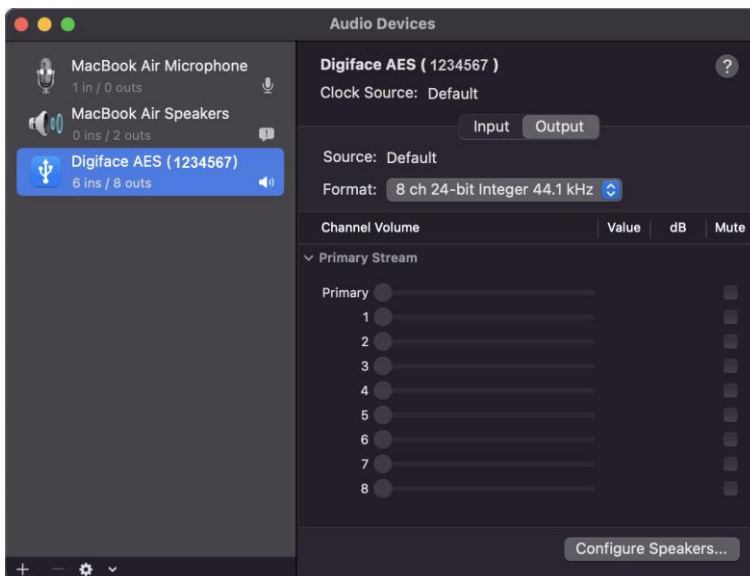 Audio Devices
MacBook Air Microphone
1 in / 0 outs
MacBook Air Speakers
0 ins / 2 outs
Digiface AES (1234567)
6 ins / 8 outs
Digiface AES ( 1234567 )
?
Clock Source: Default
Input Output
Source: Default
Format: 8 ch 24-bit Integer 44.1 kHz
Channel Volume Value dB Mute
Primary Stream
Primary
1
2
3
4
5
6
7
8
Configure Speakers...